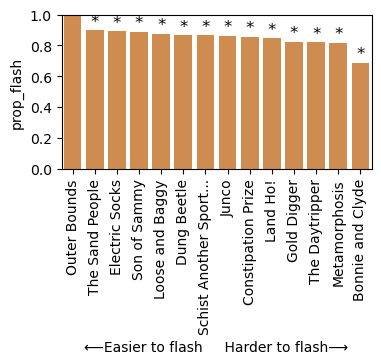 1.0
0.8
0.6
0.4
0.2
0.0
prop_flash
* * * * * * * * * * * * *
Outer Bounds
The Sand People
Electric Socks
Son of Sammy
Loose and Baggy
Dung Beetle
Schist Another Sport...
Junco
Constipation Prize
Land Ho!
Gold Digger
The Daytripper
Metamorphosis
Bonnie and Clyde
⟵Easier to flash Harder to flash⟶